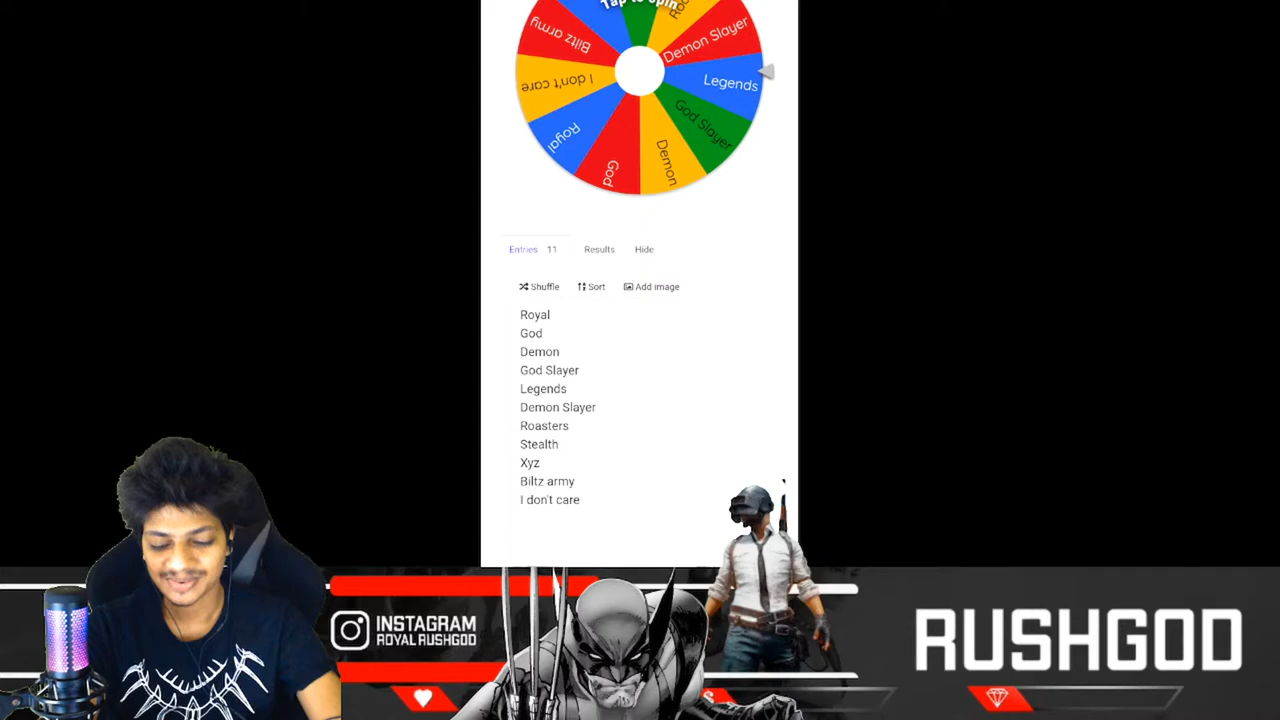 Tap to spin
Roa
Demon Slayer
Legends
God Slayer
Demon
God
Royal
I don't care
Biltz army
Entries 11 Results Hide
Shuffle Sort Add image
Royal
God
Demon
God Slayer
Legends
Demon Slayer
Roasters
Stealth
Xyz
Biltz army
I don't care
INSTAGRAM
ROYAL RUSHGOD
RUSHGOD